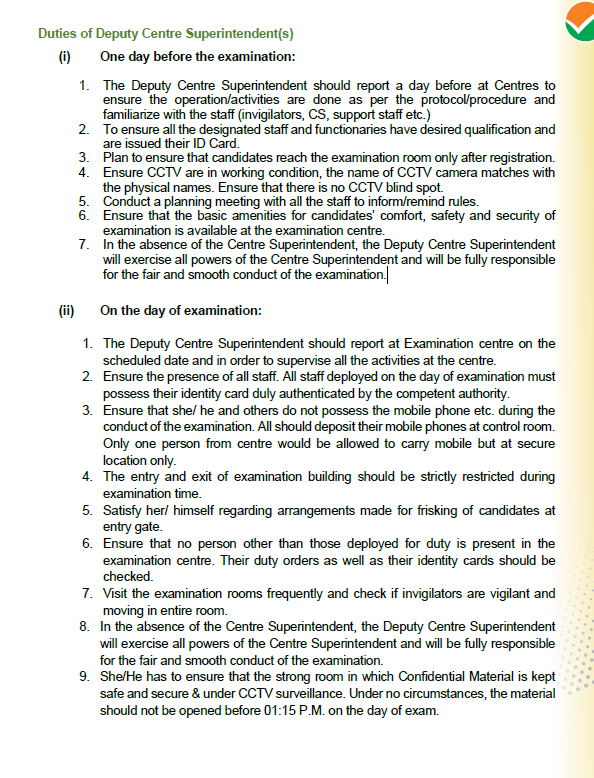 Duties of Deputy Centre Superintendent(s)
(i) One day before the examination:
1. The Deputy Centre Superintendent should report a day before at Centres to
ensure the operation/activities are done as per the protocol/procedure and
familiarize with the staff (invigilators, CS, support staff etc.)
2. To ensure all the designated staff and functionaries have desired qualification and
are issued their ID Card.
3. Plan to ensure that candidates reach the examination room only after registration.
4. Ensure CCTV are in working condition, the name of CCTV camera matches with
the physical names. Ensure that there is no CCTV blind spot.
5. Conduct a planning meeting with all the staff to inform/remind rules.
6. Ensure that the basic amenities for candidates' comfort, safety and security of
examination is available at the examination centre.
7. In the absence of the Centre Superintendent, the Deputy Centre Superintendent
will exercise all powers of the Centre Superintendent and will be fully responsible
for the fair and smooth conduct of the examination.
(ii) On the day of examination:
1. The Deputy Centre Superintendent should report at Examination centre on the
scheduled date and in order to supervise all the activities at the centre.
2. Ensure the presence of all staff. All staff deployed on the day of examination must
possess their identity card duly authenticated by the competent authority.
3. Ensure that she/ he and others do not possess the mobile phone etc. during the
conduct of the examination. All should deposit their mobile phones at control room.
Only one person from centre would be allowed to carry mobile but at secure
location only.
4. The entry and exit of examination building should be strictly restricted during
examination time.
5. Satisfy her/ himself regarding arrangements made for frisking of candidates at
entry gate.
6. Ensure that no person other than those deployed for duty is present in the
examination centre. Their duty orders as well as their identity cards should be
checked.
7. Visit the examination rooms frequently and check if invigilators are vigilant and
moving in entire room.
8. In the absence of the Centre Superintendent, the Deputy Centre Superintendent
will exercise all powers of the Centre Superintendent and will be fully responsible
for the fair and smooth conduct of the examination.
9. She/He has to ensure that the strong room in which Confidential Material is kept
safe and secure & under CCTV surveillance. Under no circumstances, the material
should not be opened before 01:15 P.M. on the day of exam.